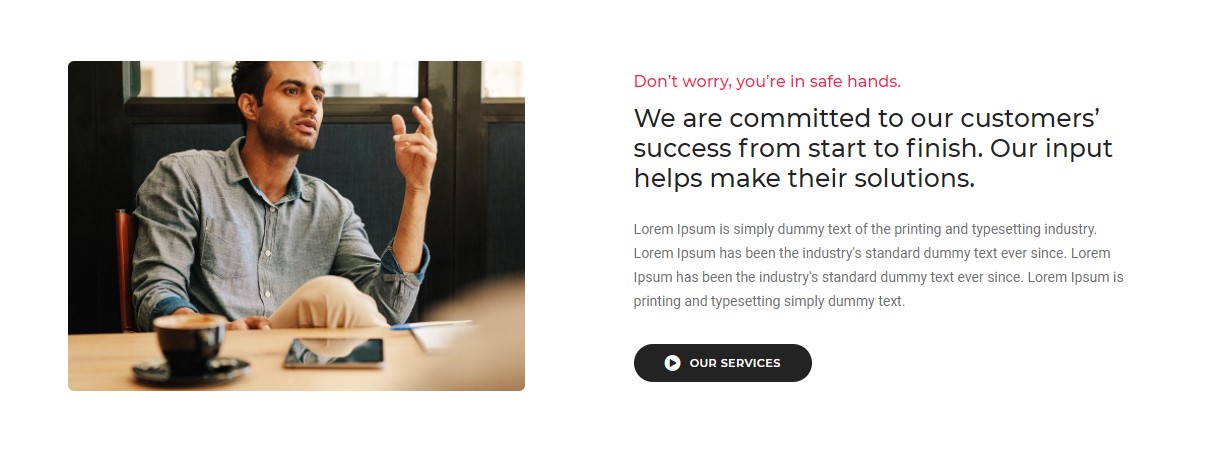 Don’t worry, you’re in safe hands.
We are committed to our customers’
success from start to finish. Our input
helps make their solutions.
Lorem Ipsum is simply dummy text of the printing and typesetting industry.
Lorem Ipsum has been the industry's standard dummy text ever since. Lorem
Ipsum has been the industry's standard dummy text ever since. Lorem Ipsum is
printing and typesetting simply dummy text.
OUR SERVICES